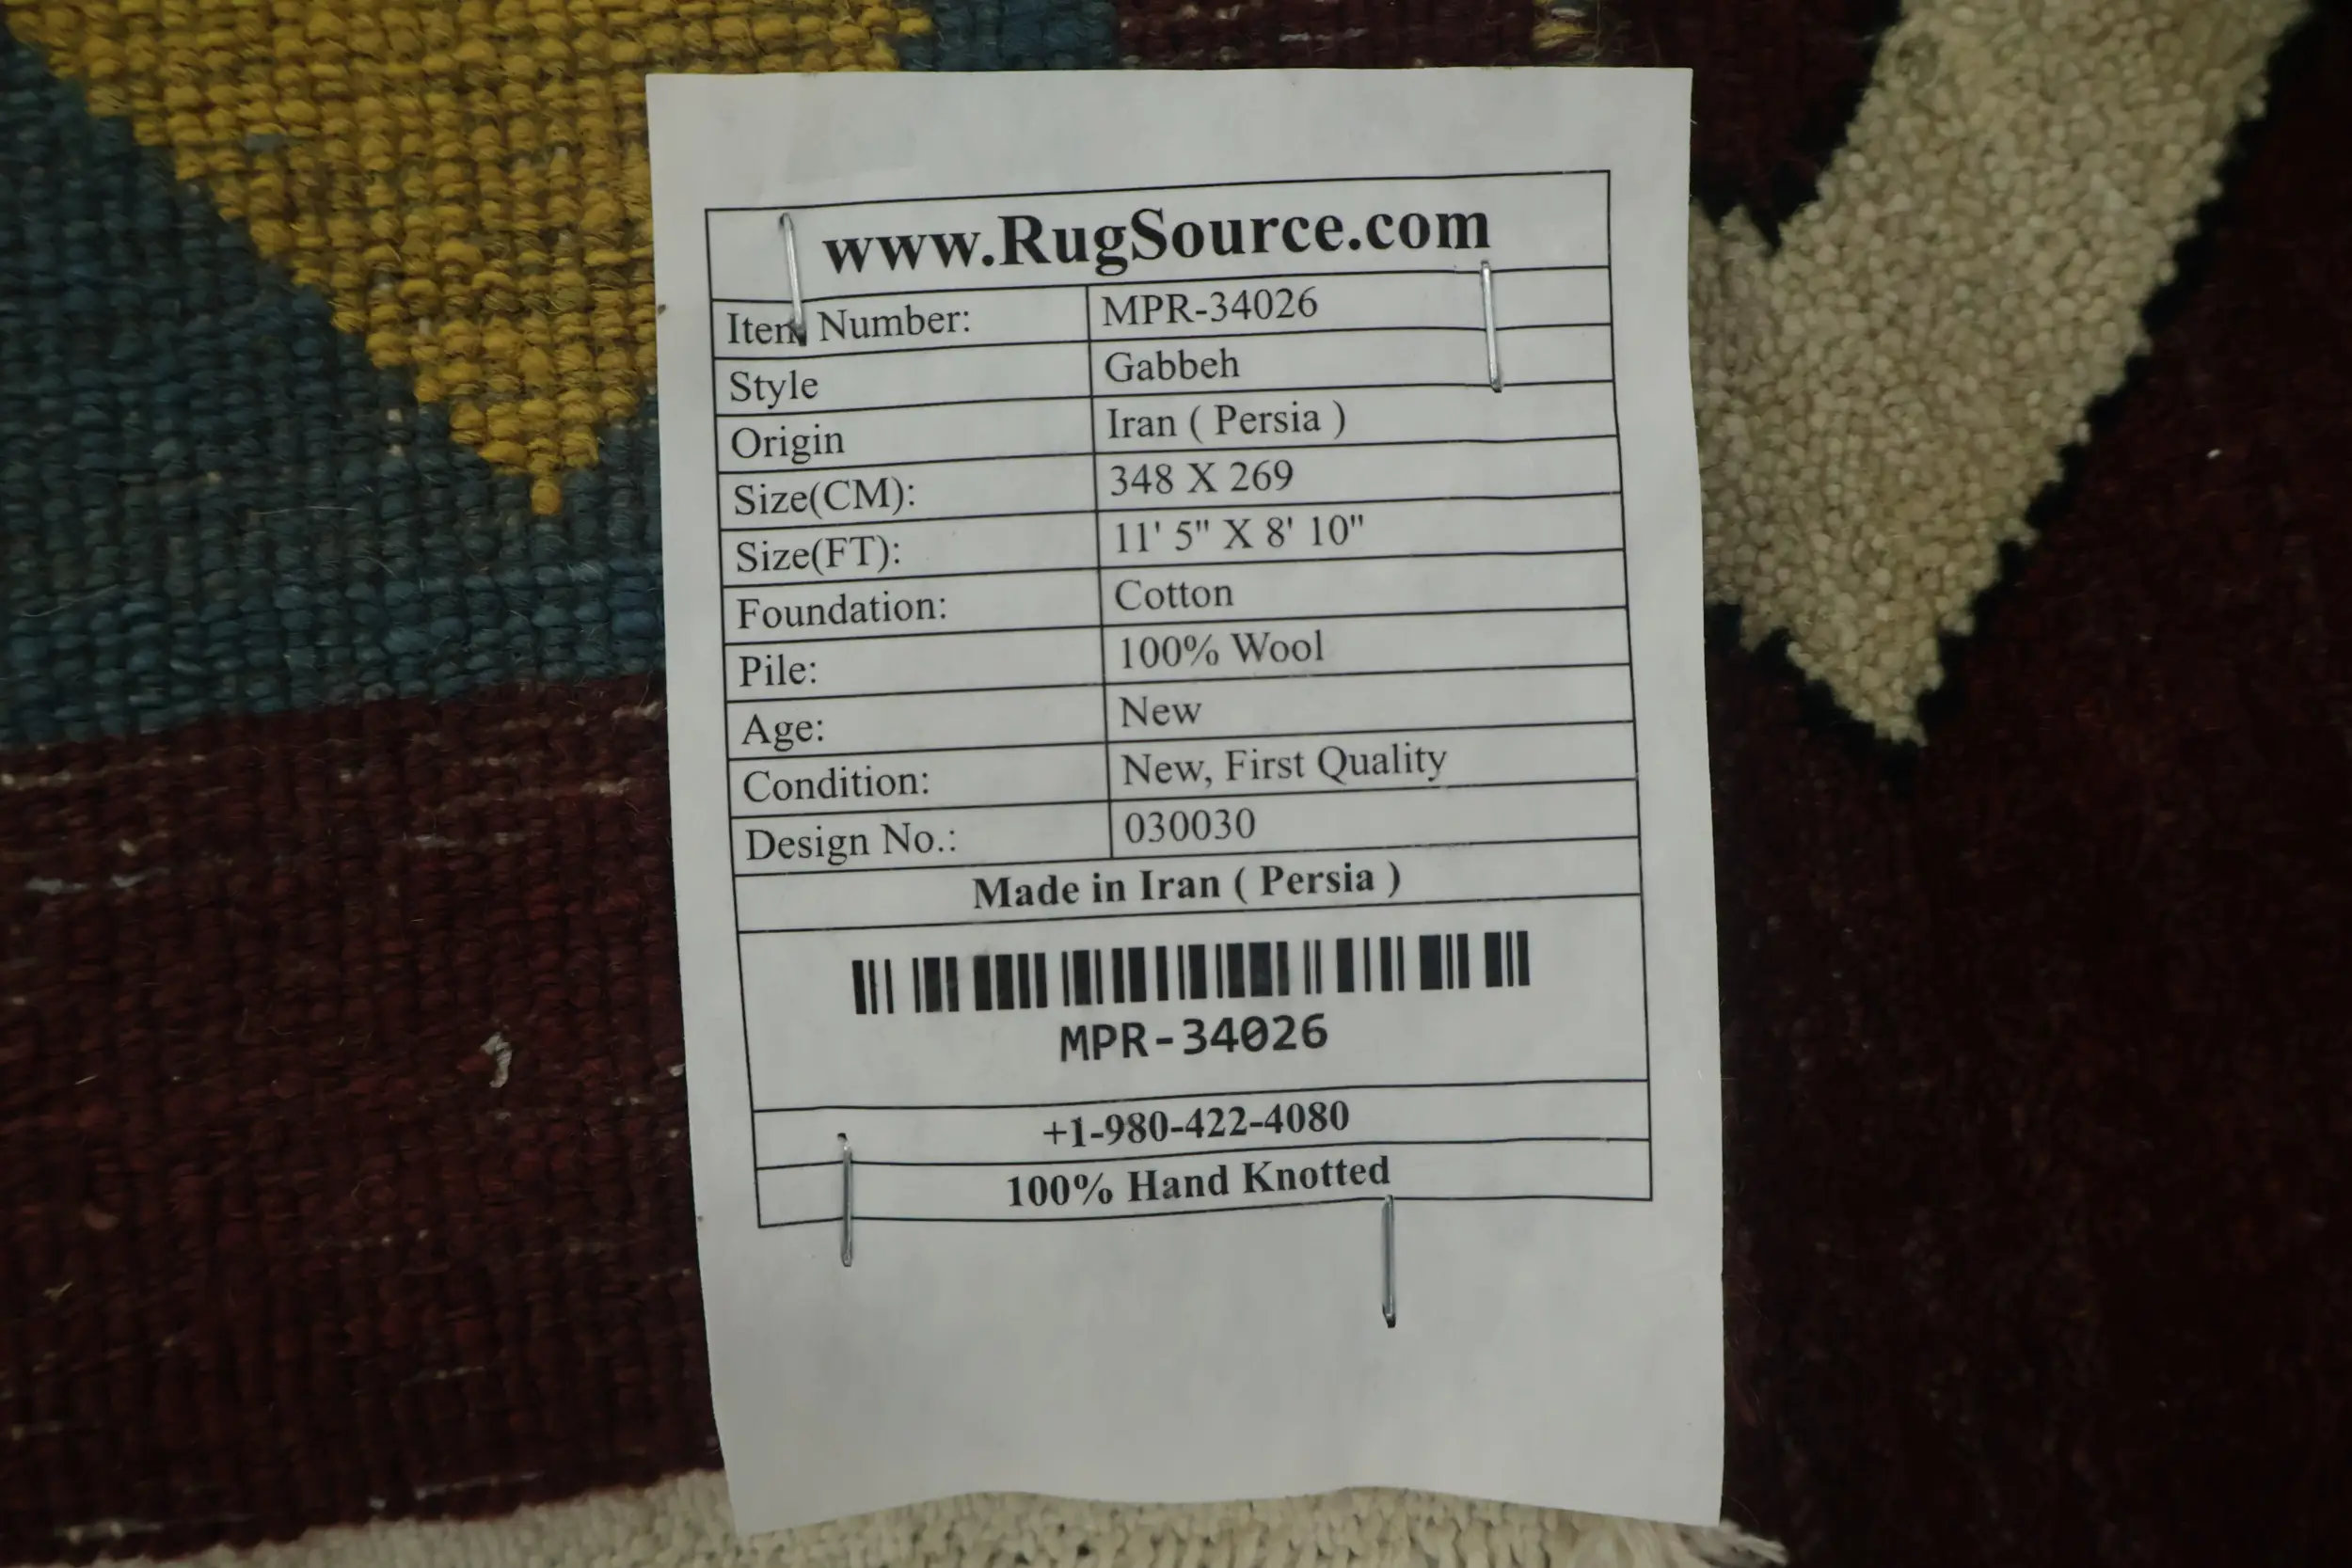 www.RugSource.com
Item Number: MPR-34026
Style Gabbeh
Origin Iran ( Persia )
Size(CM): 348 X 269
Size(FT): 11' 5" X 8' 10"
Foundation: Cotton
Pile: 100% Wool
Age: New
Condition: New, First Quality
Design No.: 030030
Made in Iran ( Persia )
MPR-34026
+1-980-422-4080
100% Hand Knotted